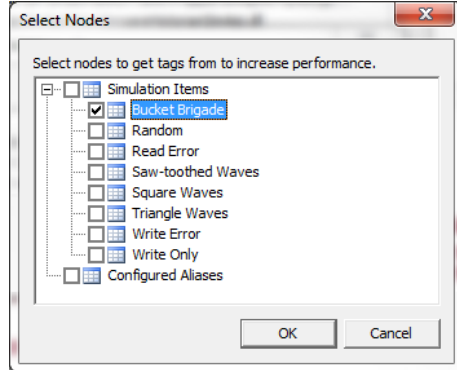 Select Nodes
Select nodes to get tags from to increase performance.
Simulation Items
Bucket Brigade
Random
Read Error
Saw-toothed Waves
Square Waves
Triangle Waves
Write Error
Write Only
Configured Aliases
OK Cancel